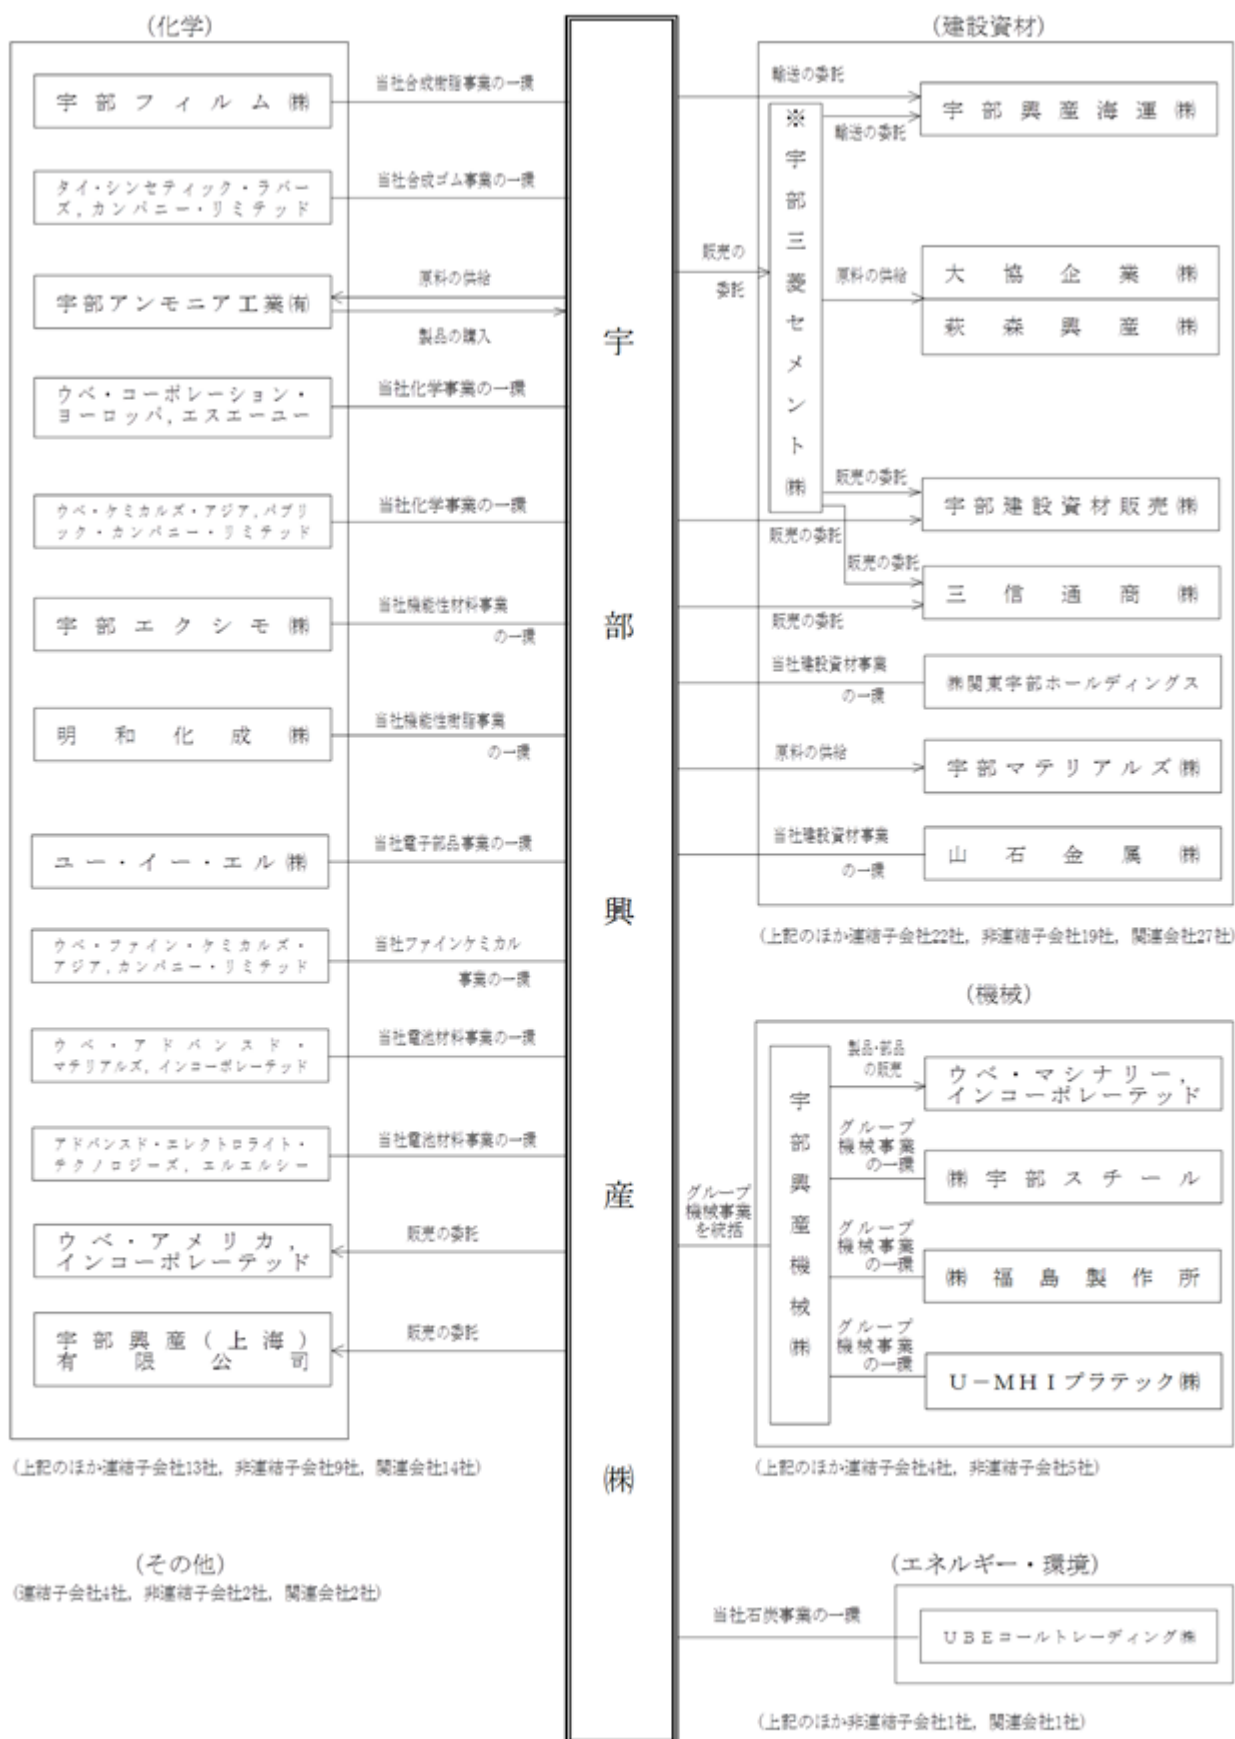 (化学)
宇部フィルム㈱
当社合成樹脂事業の一環
タイ・シンセティック・ラバー
ズ,カンパニー・リミテッド
当社合成ゴム事業の一環
宇部アンモニア工業㈲
原料の供給
製品の購入
ウベ・コーポレーション・
ヨーロッパ,エスエーユー
当社化学事業の一環
ウベ・ケミカルズ・アジア,パブリ
ック・カンパニー・リミテッド
当社化学事業の一環
宇部エクシモ㈱
当社機能性材料事業
の一環
明和化成㈱
当社機能性樹脂事業
の一環
ユー・イー・エル㈱
当社電子部品事業の一環
ウベ・ファイン・ケミカルズ・
アジア,カンパニー・リミテッド
当社ファインケミカル
事業の一環
ウベ・アドバンスド・
マテリアルズ,インコーポレーテッド
当社電池材料事業の一環
アドバンスド・エレクトロライト・
テクノロジーズ,エルエルシー
当社電池材料事業の一環
ウベ・アメリカ,
インコーポレーテッド
販売の委託
宇部興産(上海)
有限公司
販売の委託
(上記のほか連結子会社13社,非連結子会社9社,関連会社14社)
(その他)
(連結子会社4社,非連結子会社2社,関連会社2社)
宇部興産㈱
(建設資材)
輸送の委託
宇部興産海運㈱
輸送の委託
※宇部三菱セメント㈱
販売の
委託
原料の供給
大協企業㈱
萩森興産㈱
販売の委託
宇部建設資材販売㈱
販売の委託
販売の委託
三信通商㈱
販売の委託
当社建設資材事業
の一環
㈱関東宇部ホールディングス
原料の供給
宇部マテリアルズ㈱
当社建設資材事業
の一環
山石金属㈱
(上記のほか連結子会社22社,非連結子会社19社,関連会社27社)
(機械)
グループ
機械事業
を統括
宇部興産機械㈱
製品・部品
の販売
ウベ・マシナリー,
インコーポレーテッド
グループ
機械事業
の一環
㈱宇部スチール
グループ
機械事業
の一環
㈱福島製作所
グループ
機械事業
の一環
U-MHIプラテック㈱
(上記のほか連結子会社4社,非連結子会社5社)
(エネルギー・環境)
当社石炭事業の一環
UBEコールトレーディング㈱
(上記のほか非連結子会社1社,関連会社1社)